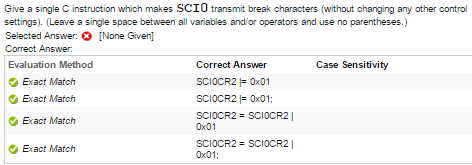 Give a single C instruction which makes SCI0 transmit break characters (without changing any other control
settings). (Leave a single space between all variables and/or operators and use no parentheses.)
Selected Answer: [None Given]
Correct Answer:
Evaluation Method Correct Answer Case Sensitivity
Exact Match SCI0CR2 |= 0x01
Exact Match SCI0CR2 |= 0x01;
Exact Match SCI0CR2 = SCI0CR2 |
0x01
Exact Match SCI0CR2 = SCI0CR2 |
0x01;